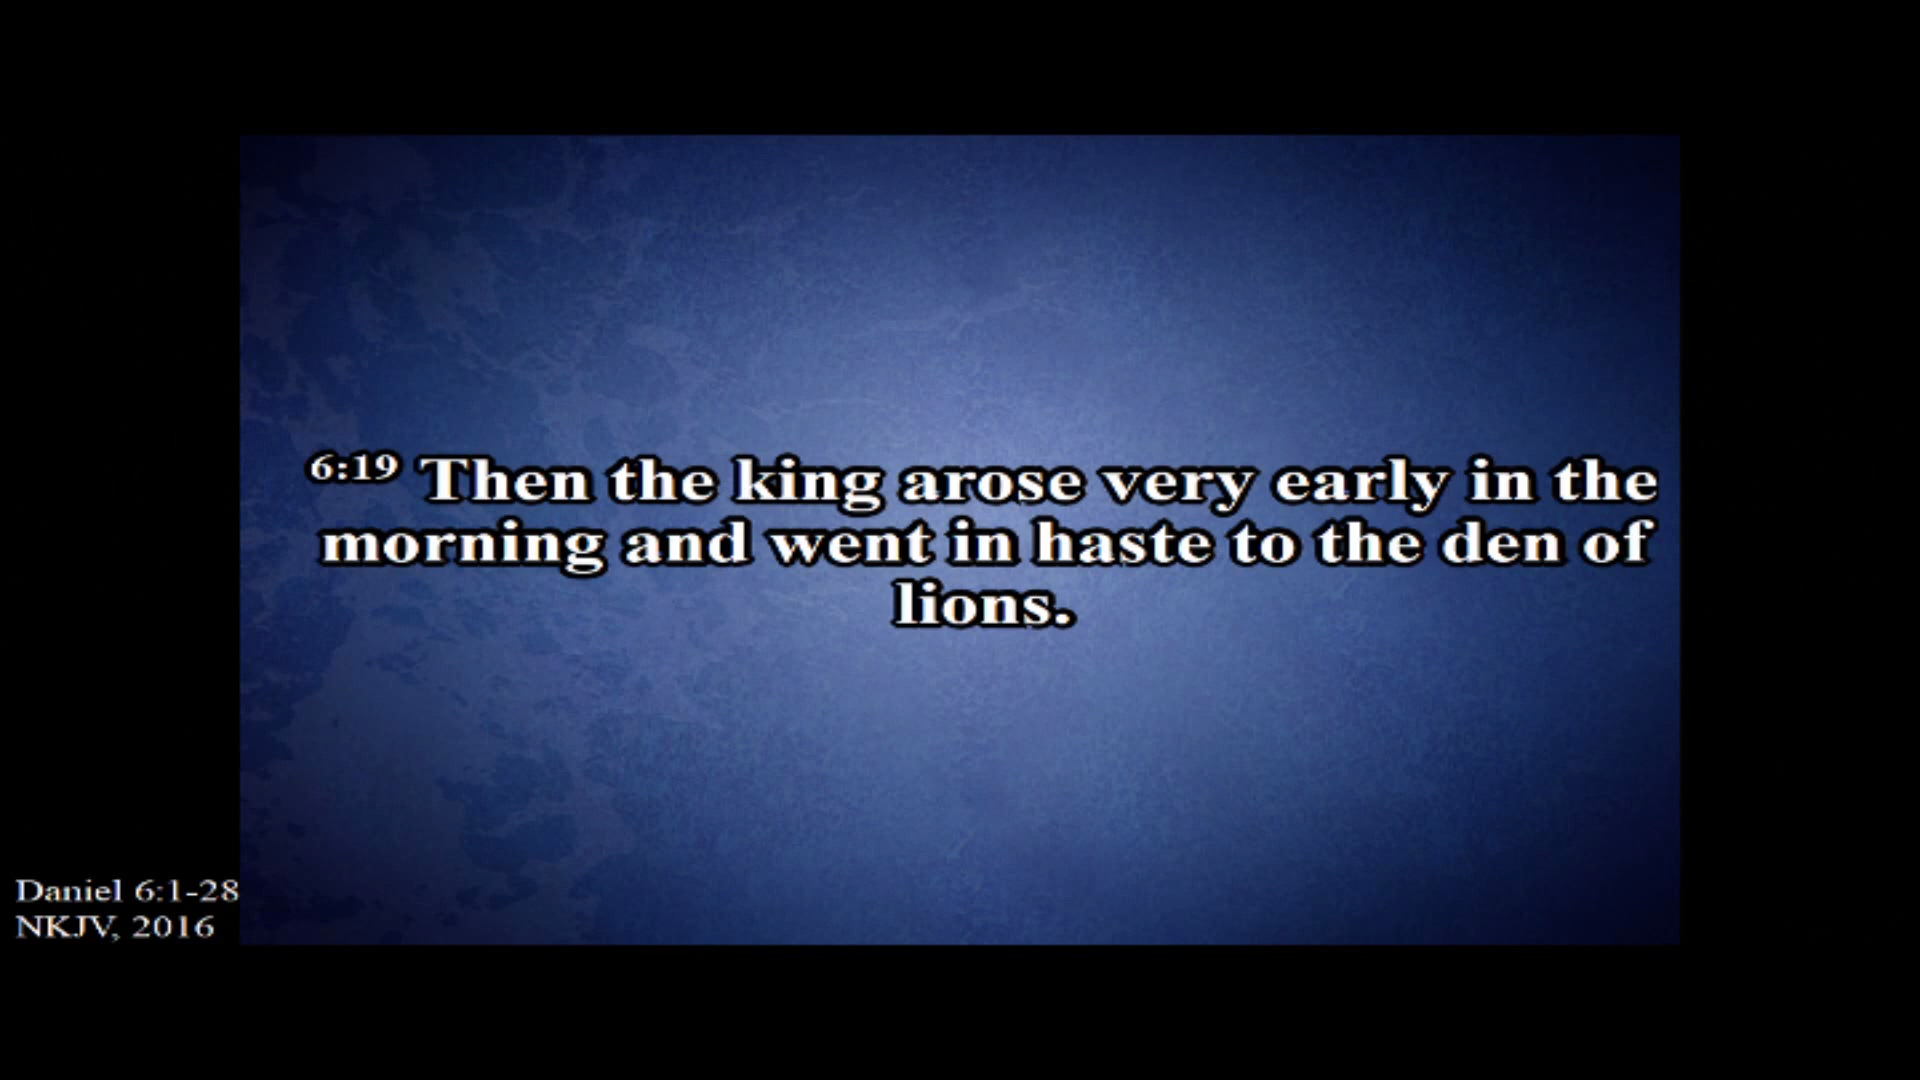 6:19 Then the king arose very early in the
morning and went in haste to the den of
lions.
Daniel 6:1-28
NKJV, 2016